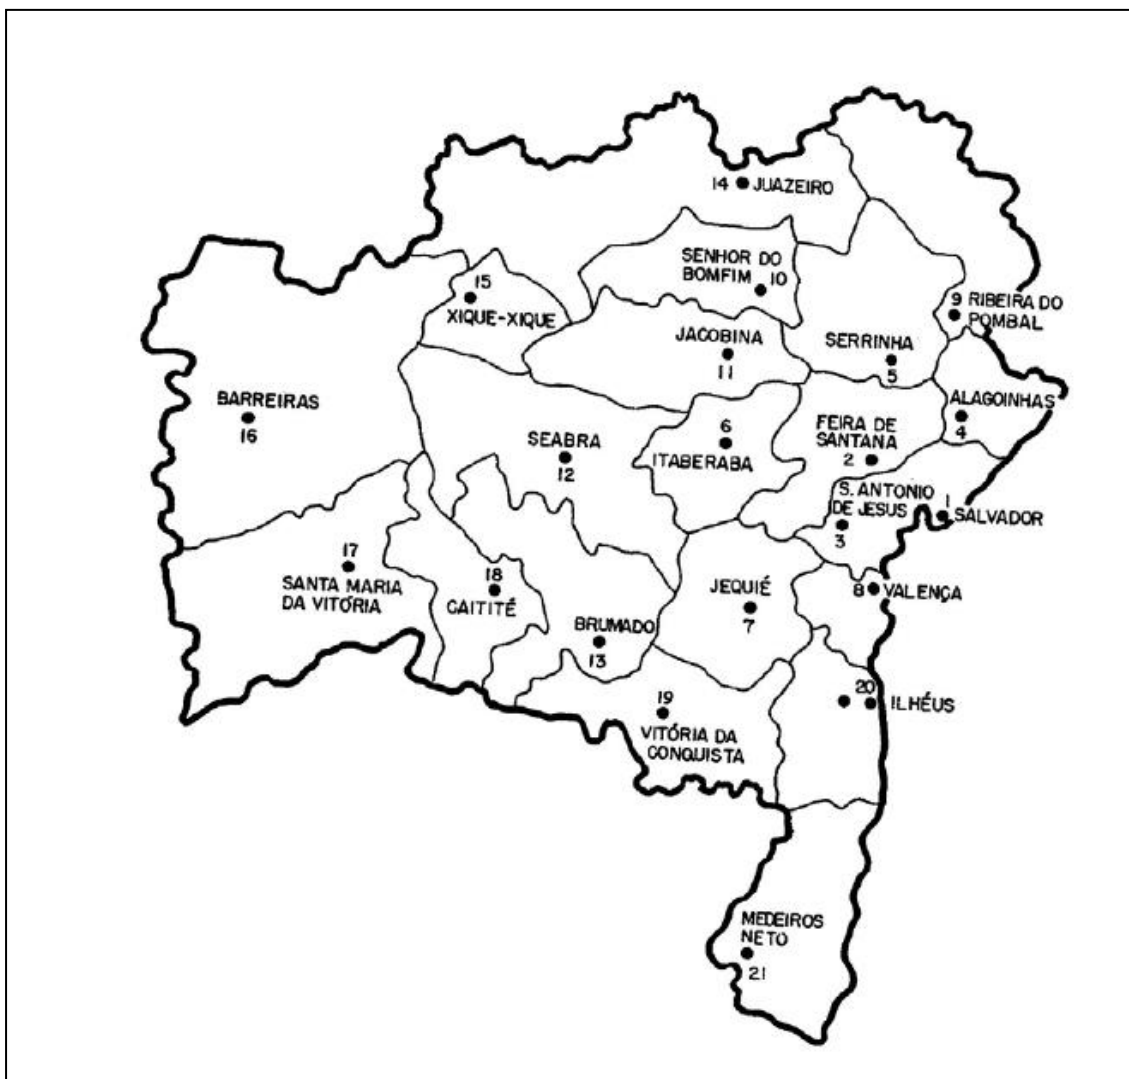 14 JUAZEIRO
SENHOR DO
BOMFIM 10
15
XIQUE-XIQUE
9 RIBEIRA DO
POMBAL
JACOBINA
11
SERRINHA
5
BARREIRAS
16
ALAGOINHAS
4
6
ITABERABA
FEIRA DE
SANTANA
2
SEABRA
12
S. ANTONIO
DE JESUS
3
1
SALVADOR
17
SANTA MARIA
DA VITÓRIA
18
CAITITÉ
JEQUIÉ
7
8 VALENÇA
BRUMADO
13
19
VITÓRIA DA
CONQUISTA
20
ILHÉUS
MEDEIROS
NETO
21